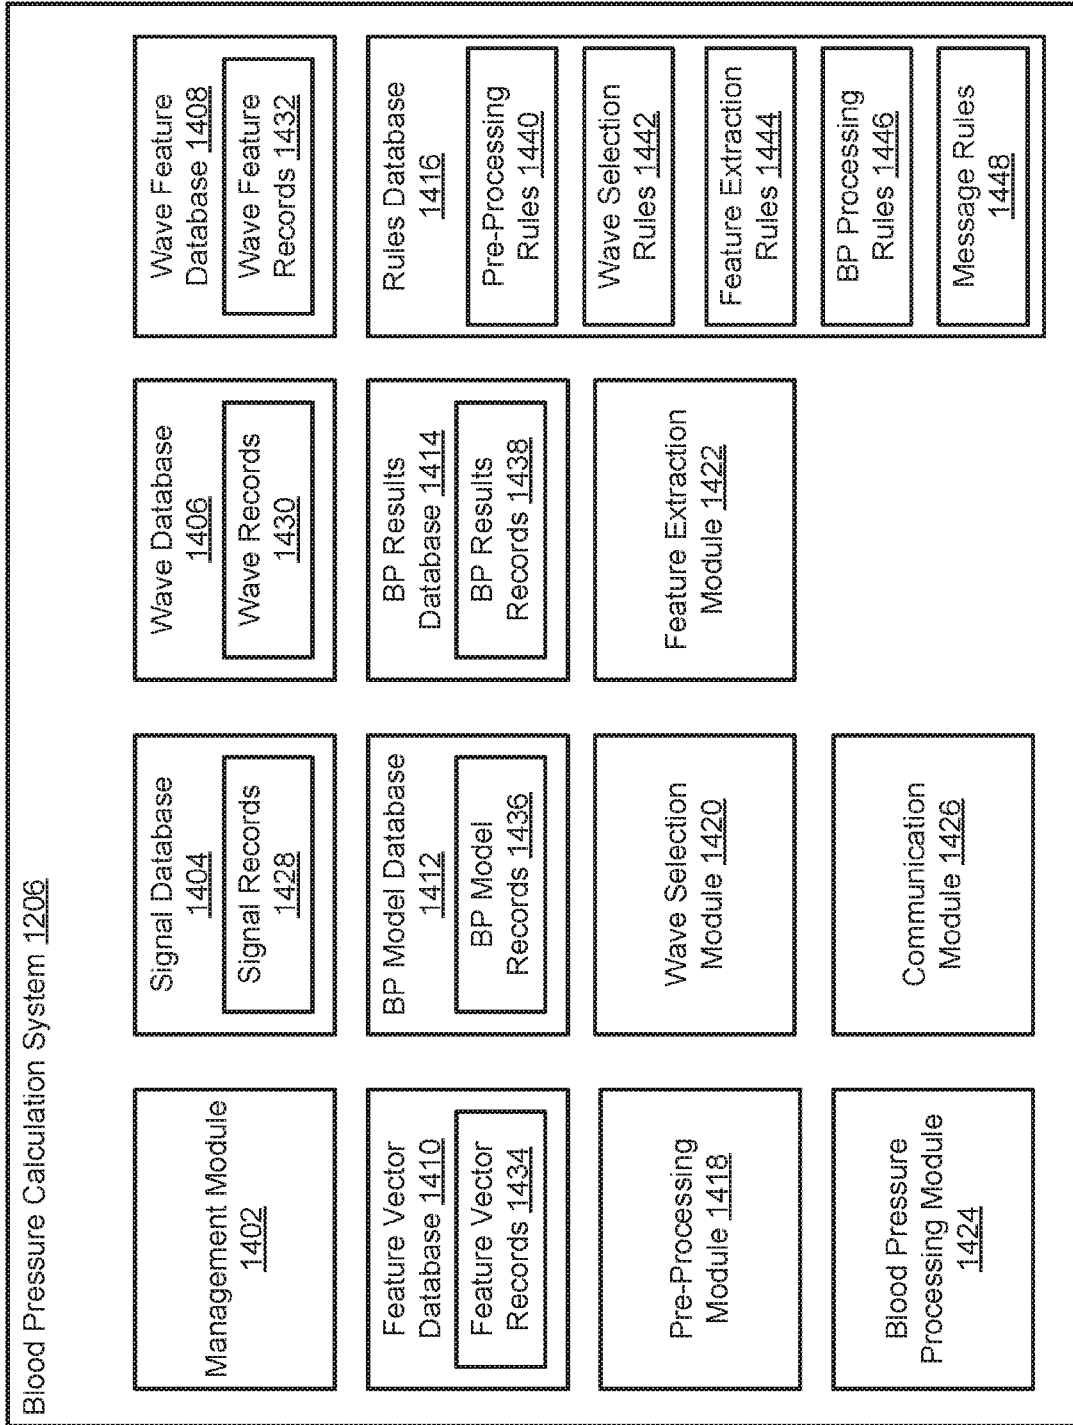 Blood Pressure Calculation System 1206
Management Module
1402
Signal Database
1404
Signal Records
1428
Wave Database
1406
Wave Records
1430
Wave Feature
Database 1408
Wave Feature
Records 1432
Feature Vector
Database 1410
Feature Vector
Records 1434
BP Model Database
1412
BP Model
Records 1436
BP Results
Database 1414
BP Results
Records 1438
Rules Database
1416
Pre-Processing
Rules 1440
Wave Selection
Rules 1442
Feature Extraction
Rules 1444
BP Processing
Rules 1446
Message Rules
1448
Pre-Processing
Module 1418
Wave Selection
Module 1420
Feature Extraction
Module 1422
Blood Pressure
Processing Module
1424
Communication
Module 1426